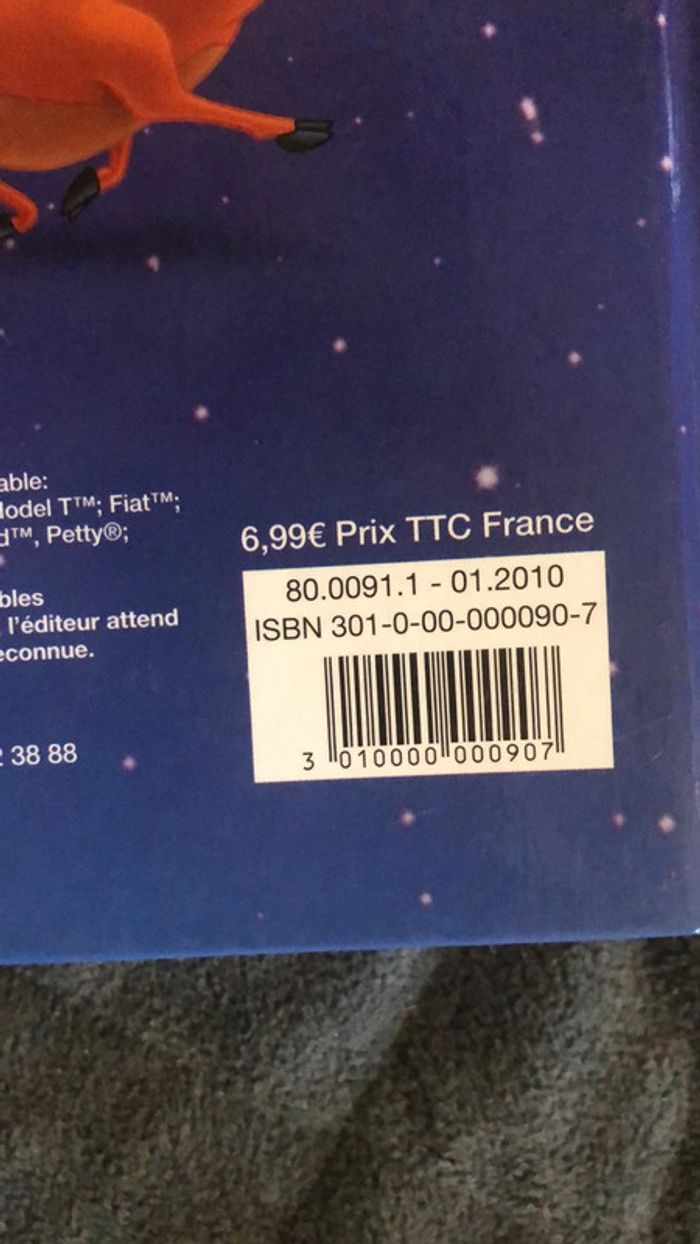 able:
odel T™; Fiat™;
d™, Petty®;
bles
l'éditeur attend
econnue.
2 38 88
6,99€ Prix TTC France
80.0091.1 - 01.2010
ISBN 301-0-00-000090-7
3 010000 000907